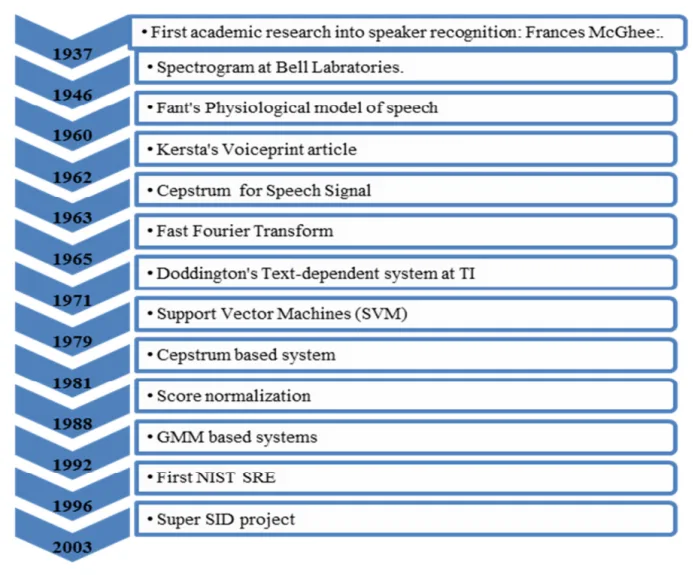 • First academic research into speaker recognition: Frances McGhee:.
1937
• Spectrogram at Bell Labratories.
1946
• Fant's Physiological model of speech
1960
• Kersta's Voiceprint article
1962
• Cepstrum for Speech Signal
1963
• Fast Fourier Transform
1965
• Doddington's Text-dependent system at TI
1971
• Support Vector Machines (SVM)
1979
• Cepstrum based system
1981
• Score normalization
1988
• GMM based systems
1992
• First NIST SRE
1996
• Super SID project
2003